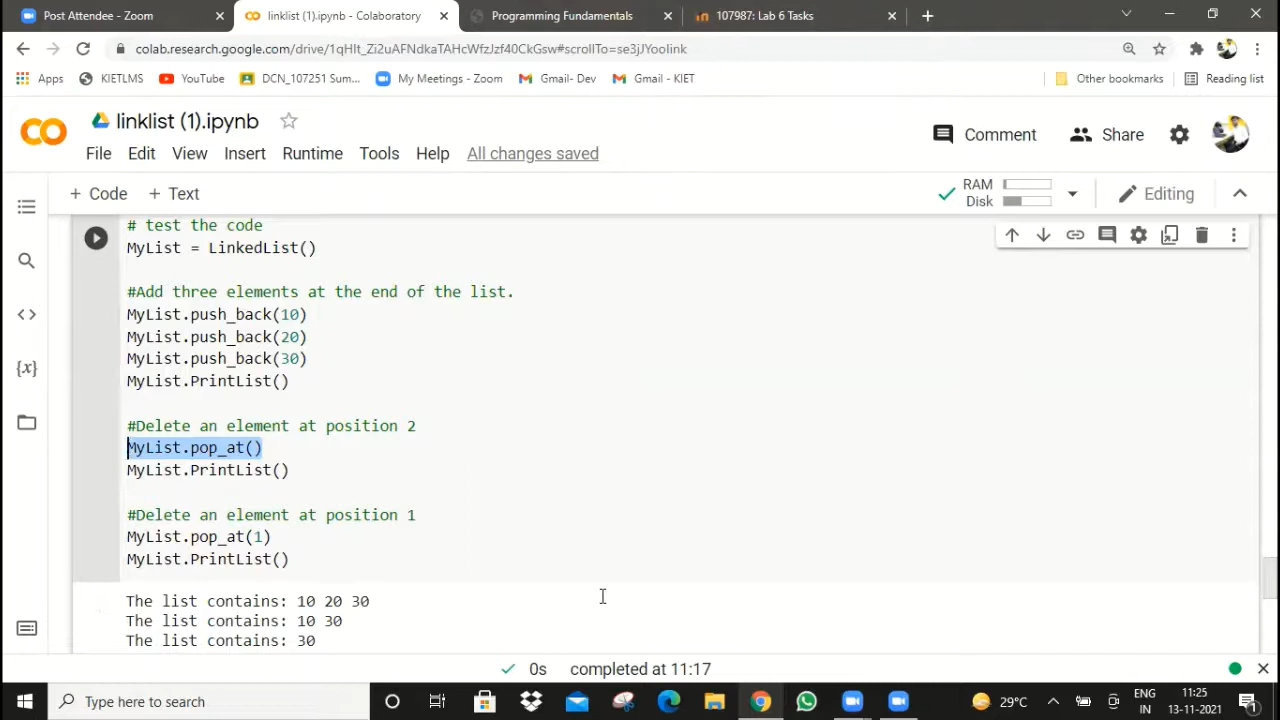 Post Attendee - Zoom
linklist (1).ipynb - Colaboratory
Programming Fundamentals
107987: Lab 6 Tasks
colab.research.google.com/drive/1qHlt_Zi2uAFNdkaTAHcWfzJzf40CkGsw#scrollTo=se3jJYoolink
Apps
KIETLMS
YouTube
DCN_107251 Sum...
My Meetings - Zoom
Gmail- Dev
Gmail - KIET
Other bookmarks
Reading list
linklist (1).ipynb
Comment
Share
File Edit View Insert Runtime Tools Help All changes saved
+ Code + Text
RAM
Disk
Editing
# test the code
MyList = LinkedList()
#Add three elements at the end of the list.
MyList.push_back(10)
MyList.push_back(20)
MyList.push_back(30)
MyList.PrintList()
#Delete an element at position 2
MyList.pop_at()
MyList.PrintList()
#Delete an element at position 1
MyList.pop_at(1)
MyList.PrintList()
The list contains: 10 20 30
The list contains: 10 30
The list contains: 30
0s completed at 11:17
Type here to search
29°C
ENG
IN
11:25
13-11-2021
1